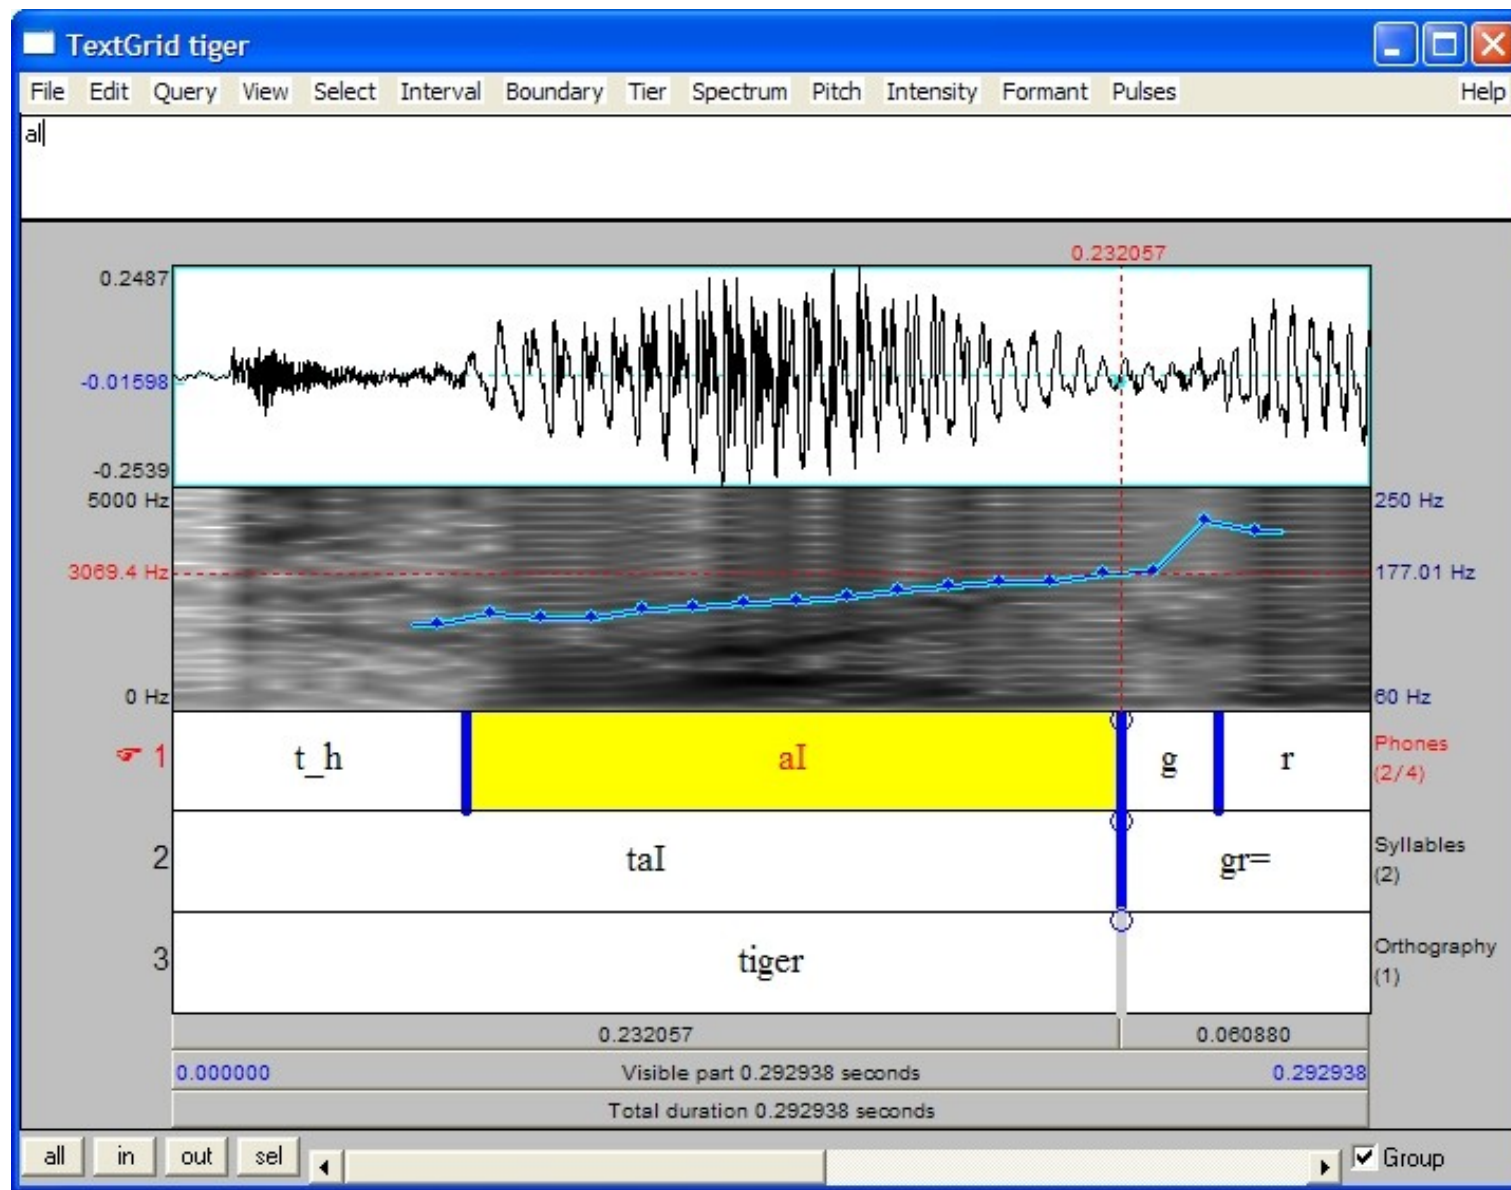 TextGrid tiger
File Edit Query View Select Interval Boundary Tier Spectrum Pitch Intensity Formant Pulses Help
aI
0.232057
0.2487
-0.01598
-0.2539
5000 Hz 250 Hz
3069.4 Hz 177.01 Hz
0 Hz 60 Hz
1 t_h aI g r Phones
(2/4)
2 taI gr= Syllables
(2)
3 tiger Orthography
(1)
0.232057 0.060880
0.000000 Visible part 0.292938 seconds 0.292938
Total duration 0.292938 seconds
all in out sel Group